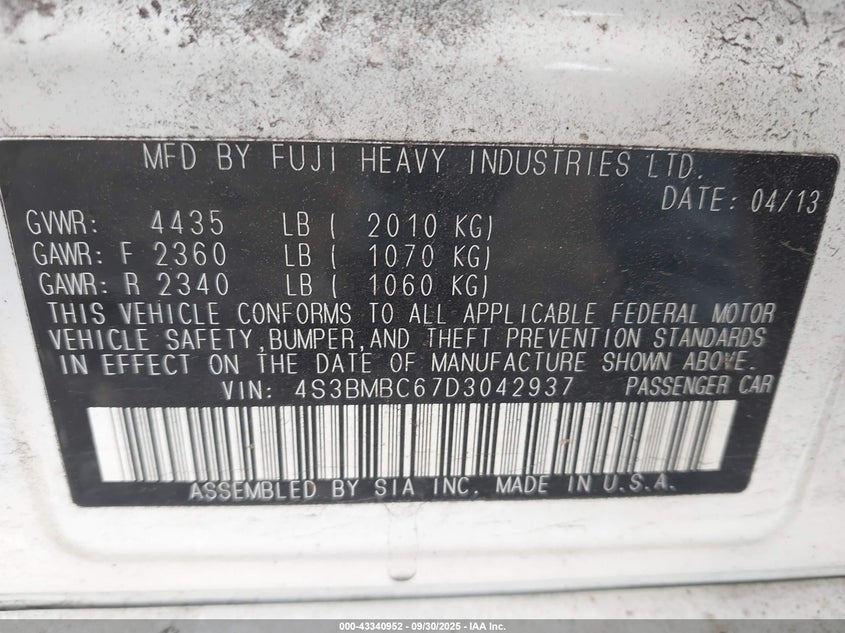 MFD BY FUJI HEAVY INDUSTRIES LTD.
DATE: 04/13
GVWR: 4435 LB ( 2010 KG)
GAWR: F 2360 LB ( 1070 KG)
GAWR: R 2340 LB ( 1060 KG)
THIS VEHICLE CONFORMS TO ALL APPLICABLE FEDERAL MOTOR
VEHICLE SAFETY,BUMPER,AND THEFT PREVENTION STANDARDS
IN EFFECT ON THE DATE OF MANUFACTURE SHOWN ABOVE.
VIN: 4S3BMBC67D3042937 PASSENGER CAR
ASSEMBLED BY SIA INC. MADE IN U.S.A.
000-43340952 - 09/30/2025 - IAA Inc.